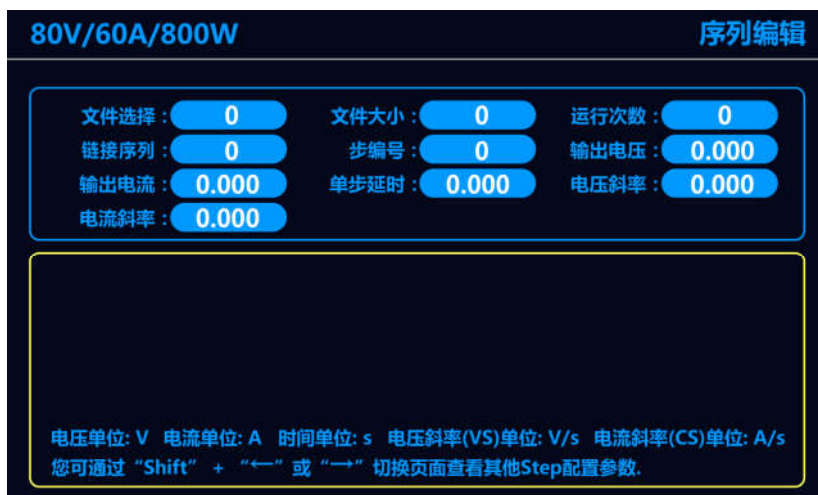 80V/60A/800W 序列编辑
文件选择 : 0 文件大小 : 0 运行次数 : 0
链接序列 : 0 步编号 : 0 输出电压 : 0.000
输出电流 : 0.000 单步延时 : 0.000 电压斜率 : 0.000
电流斜率 : 0.000
电压单位: V 电流单位: A 时间单位: s 电压斜率(VS)单位: V/s 电流斜率(CS)单位: A/s
您可通过“Shift” + “←”或“→”切换页面查看其他Step配置参数.